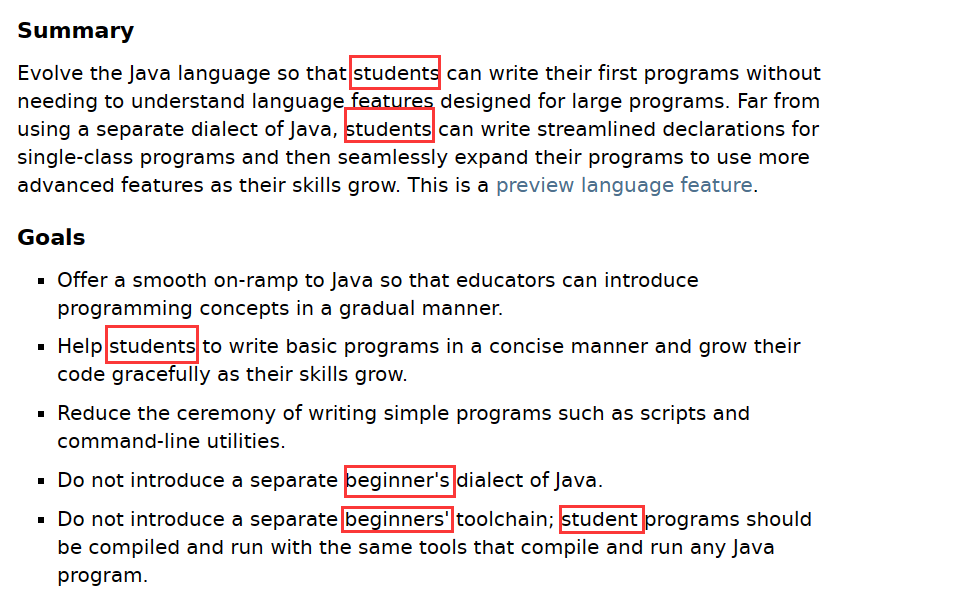 Summary
Evolve the Java language so that students can write their first programs without
needing to understand language features designed for large programs. Far from
using a separate dialect of Java, students can write streamlined declarations for
single-class programs and then seamlessly expand their programs to use more
advanced features as their skills grow. This is a preview language feature.
Goals
▪ Offer a smooth on-ramp to Java so that educators can introduce
programming concepts in a gradual manner.
▪ Help students to write basic programs in a concise manner and grow their
code gracefully as their skills grow.
▪ Reduce the ceremony of writing simple programs such as scripts and
command-line utilities.
▪ Do not introduce a separate beginner's dialect of Java.
▪ Do not introduce a separate beginners' toolchain; student programs should
be compiled and run with the same tools that compile and run any Java
program.